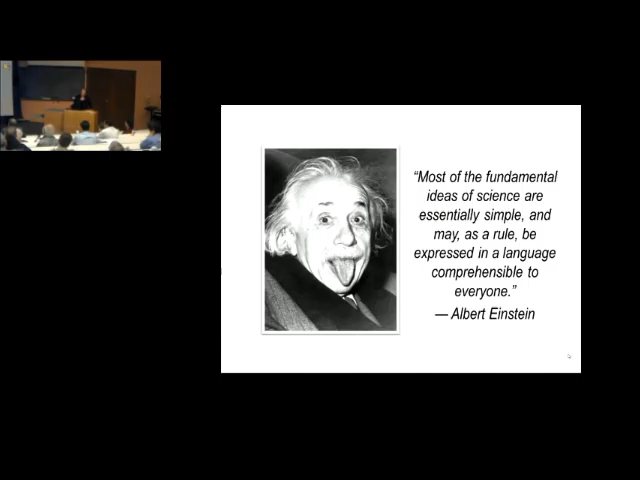 “Most of the fundamental
ideas of science are
essentially simple, and
may, as a rule, be
expressed in a language
comprehensible to
everyone.”
— Albert Einstein